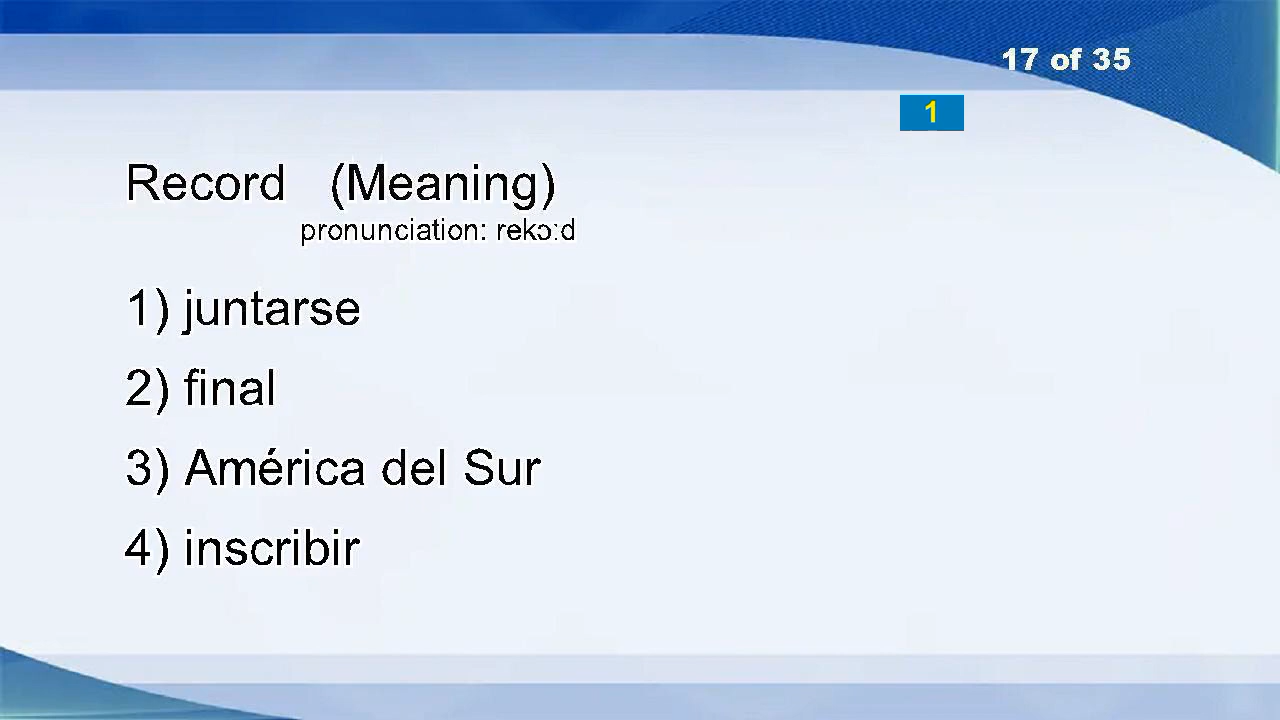 17 of 35
1
Record (Meaning)
pronunciation: rekɔ:d
1) juntarse
2) final
3) América del Sur
4) inscribir